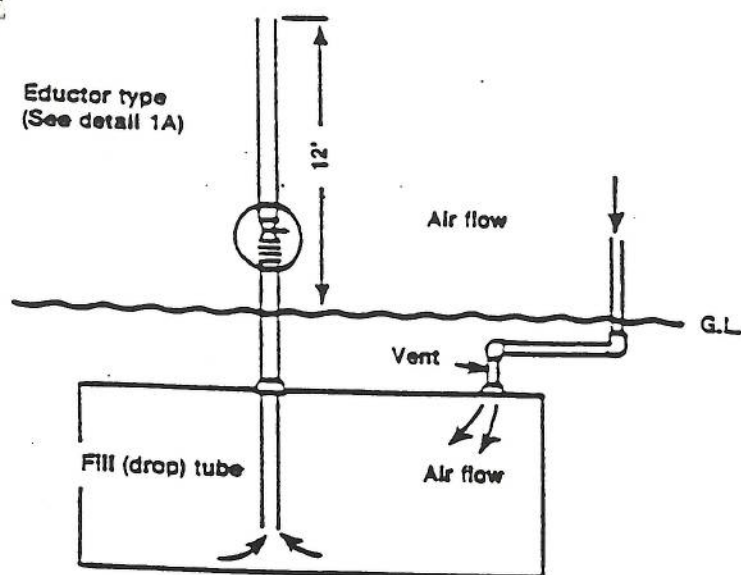 Eductor type
(See detail 1A)
12'
Air flow
G.L.
Vent
Fill (drop) tube
Air flow